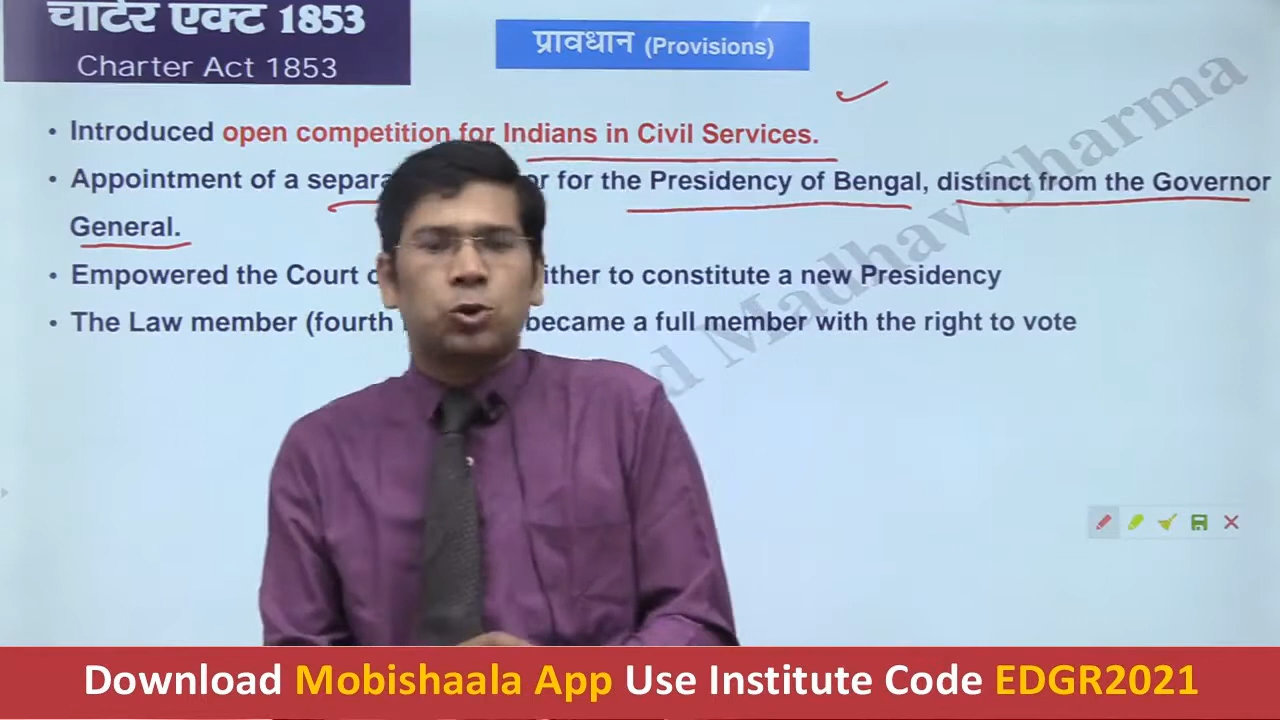 चार्टर एक्ट 1853
Charter Act 1853
प्रावधान (Provisions)
• Introduced open competition for Indians in Civil Services.
• Appointment of a for the Presidency of Bengal, distinct from the Governor
General.
• Empowered the Court to constitute a new Presidency
• The Law member (fourth became a full member with the right to vote
Madhav Sharma
Download Mobishaala App Use Institute Code EDGR2021